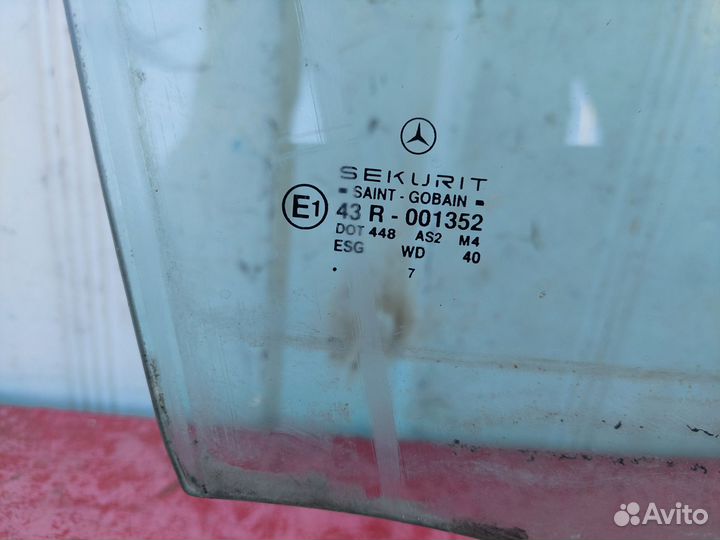 SEKURIT
SAINT - GOBAIN
E1
43 R - 001352
DOT 448 AS2 M4
ESG WD 40
. 7
Avito